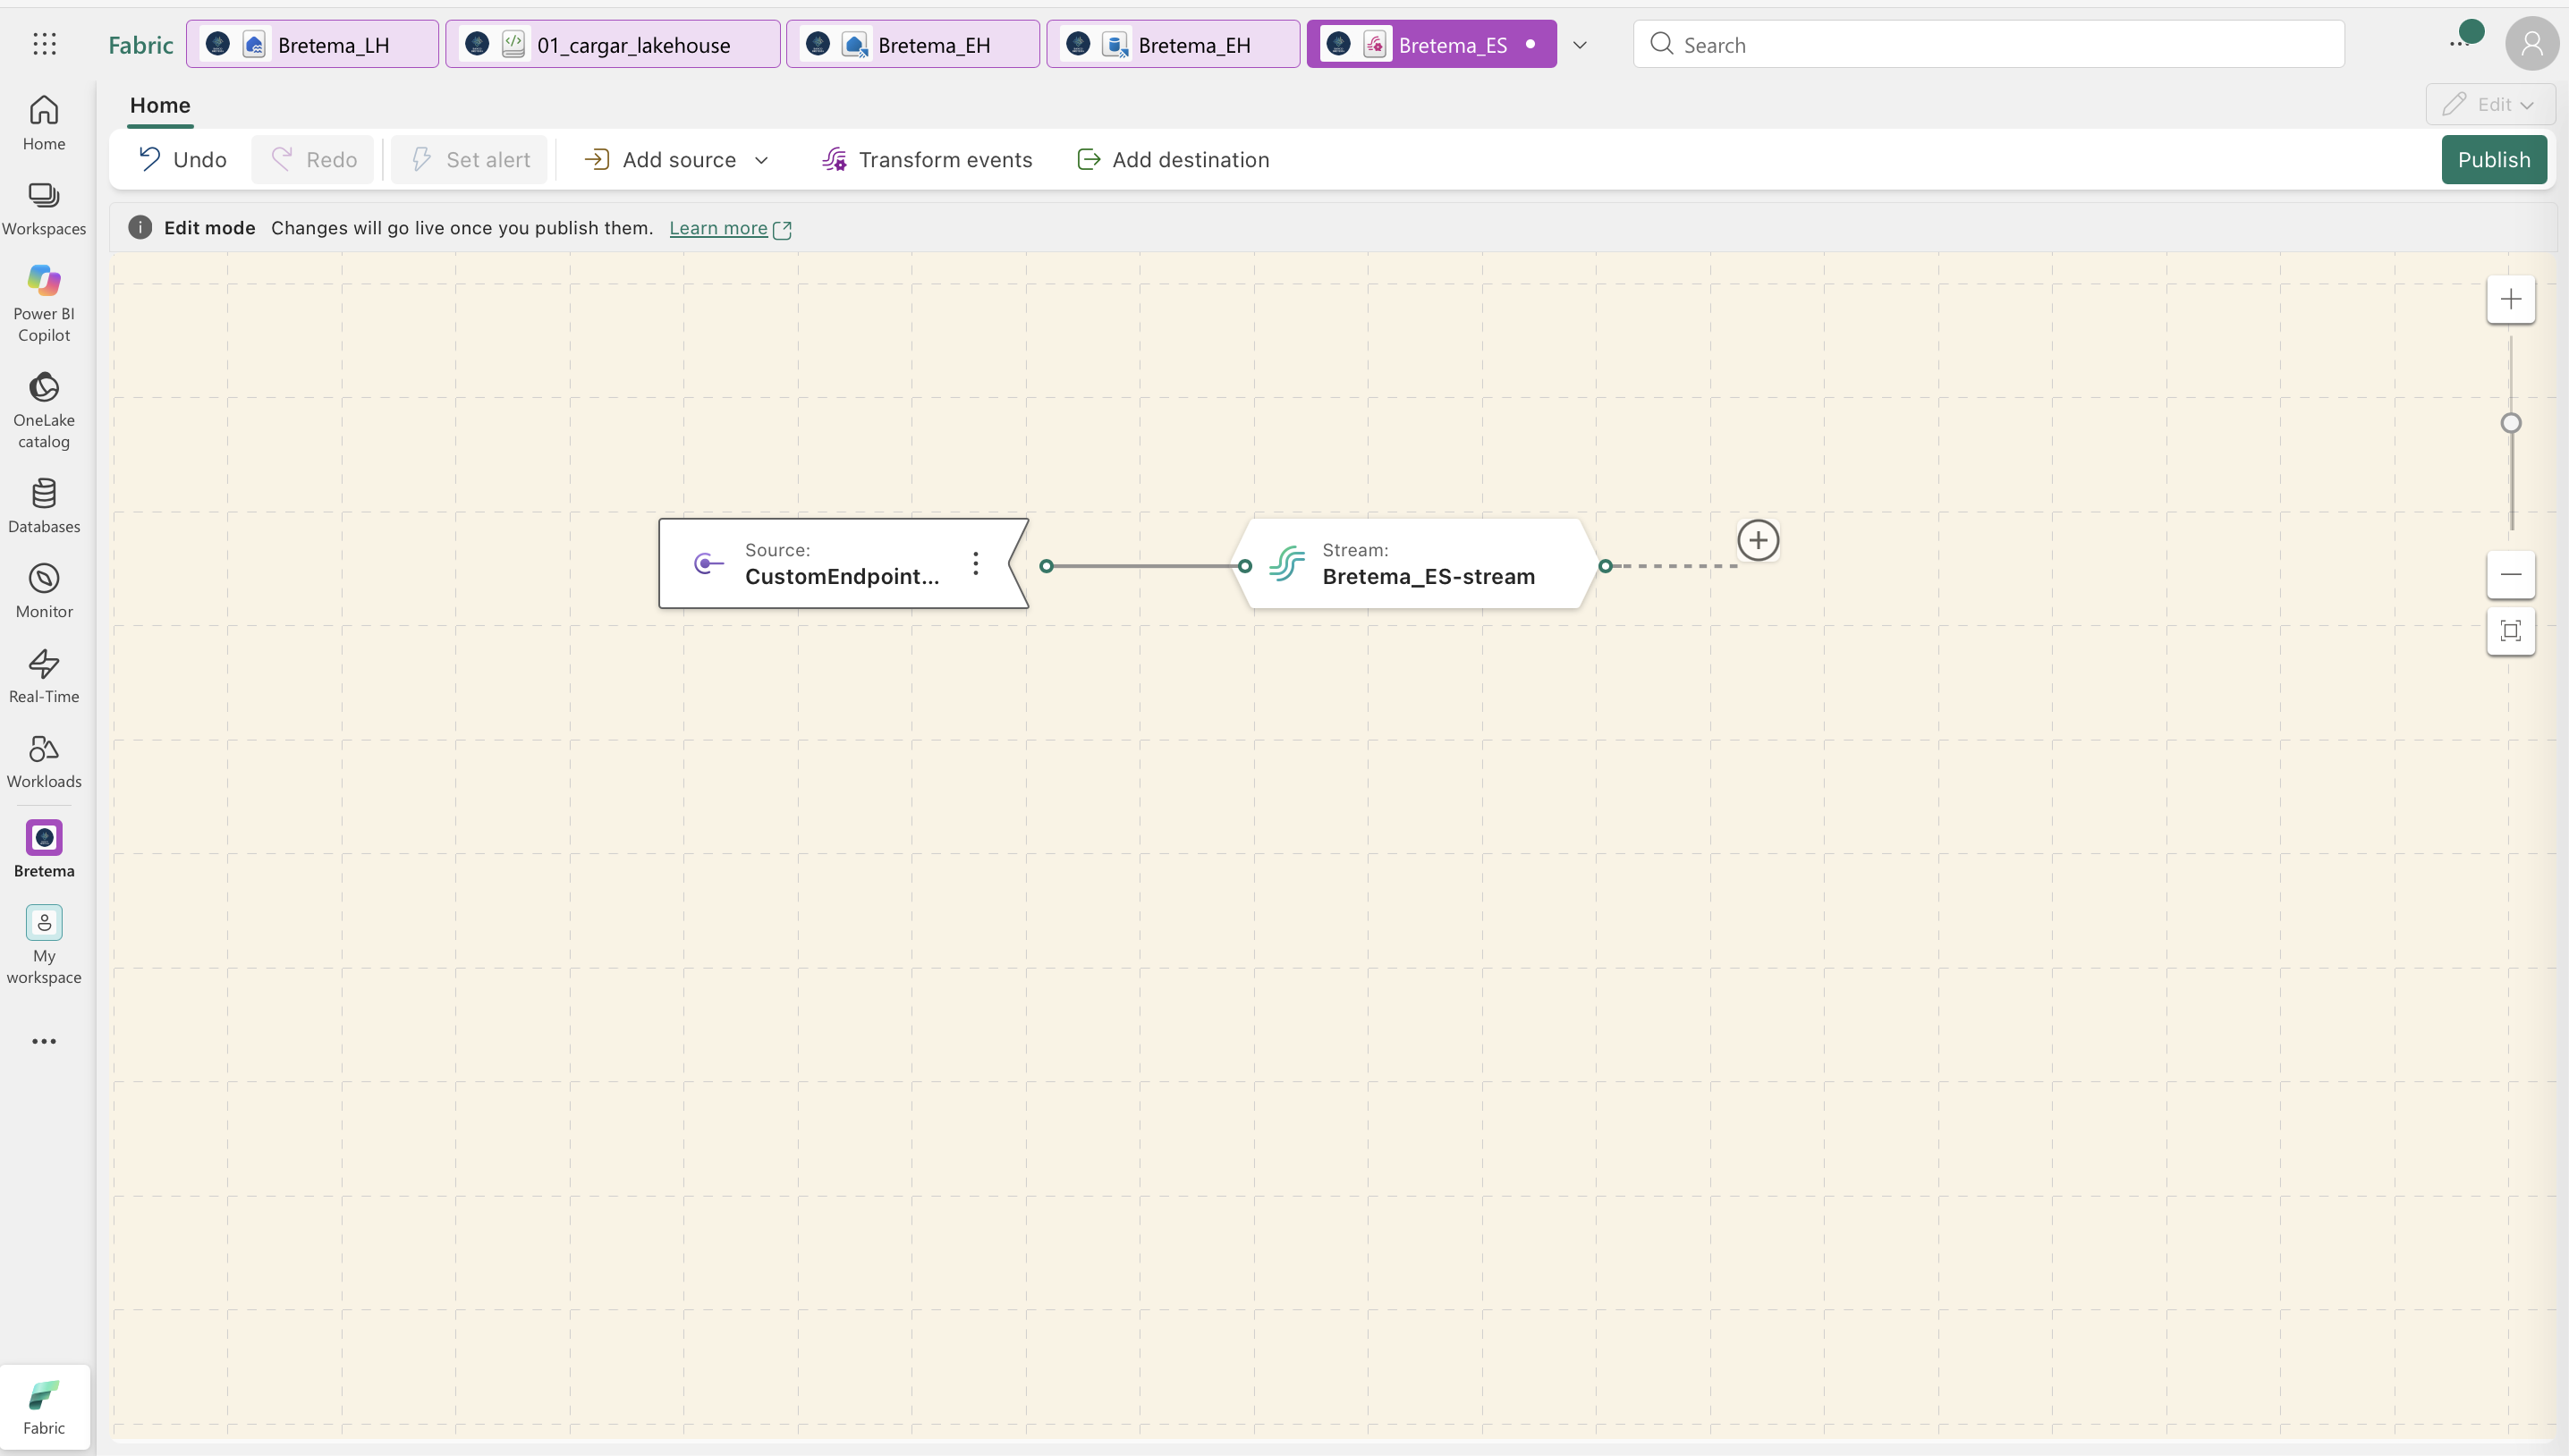 Fabric
Bretema_LH
01_cargar_lakehouse
Bretema_EH
Bretema_EH
Bretema_ES
Search
Home
Edit
Undo
Redo
Set alert
Add source
Transform events
Add destination
Publish
Edit mode Changes will go live once you publish them. Learn more
Home
Workspaces
Power BI
Copilot
OneLake
catalog
Databases
Monitor
Real-Time
Workloads
Bretema
My
workspace
Fabric
Source:
CustomEndpoint...
Stream:
Bretema_ES-stream